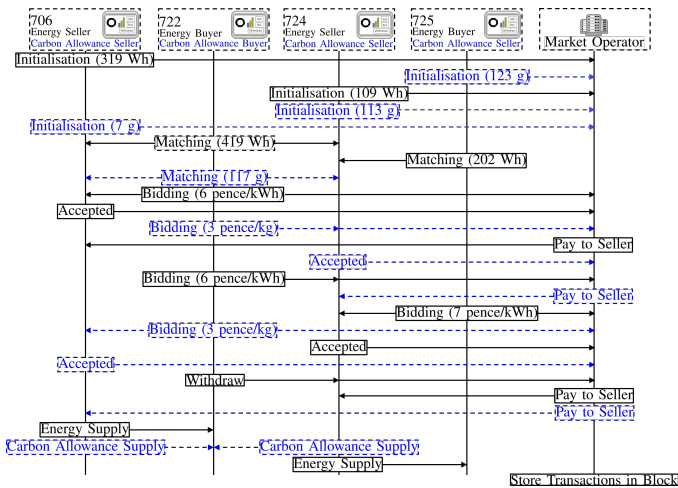 706
Energy Seller
Carbon Allowance Seller
722
Energy Buyer
Carbon Allowance Buyer
724
Energy Seller
Carbon Allowance Seller
725
Energy Buyer
Carbon Allowance Seller
Market Operator
Initialisation (319 Wh)
Initialisation (123 g)
Initialisation (109 Wh)
Initialisation (113 g)
Initialisation (7 g)
Matching (419 Wh)
Matching (202 Wh)
Matching (117 g)
Bidding (6 pence/kWh)
Accepted
Bidding (3 pence/kg)
Pay to Seller
Accepted
Bidding (6 pence/kWh)
Pay to Seller
Bidding (7 pence/kWh)
Bidding (3 pence/kg)
Accepted
Accepted
Withdraw
Pay to Seller
Pay to Seller
Energy Supply
Carbon Allowance Supply
Carbon Allowance Supply
Energy Supply
Store Transactions in Block